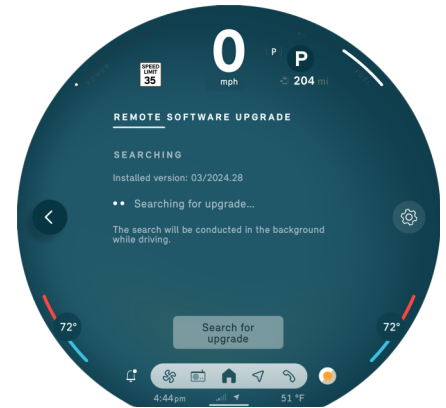 SPEED
LIMIT
35
0
mph
P
P
204 mi
REMOTE SOFTWARE UPGRADE
SEARCHING
Installed version: 03/2024.28
Searching for upgrade...
The search will be conducted in the background
while driving.
72°
72°
Search for
upgrade
4:44pm
51 °F